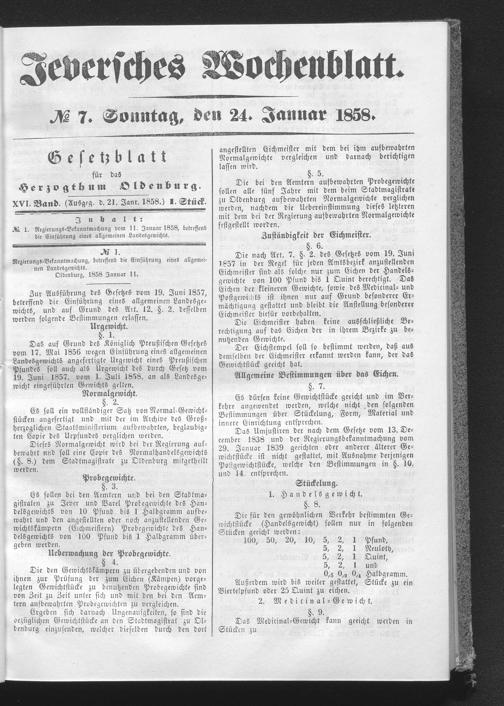 Jeversches Wochenblatt.
№ 7. Sonntag, den 24. Januar 1858.
Gesetzblatt
für das
Herzogthum Oldenburg.
XVI. Band. (Ausgeg. d. 21. Janr. 1858.) 1. Stück.
Inhalt:
№ 1. Regierungs-Bekanntmachung vom 11. Januar 1858, betreffend
die Einführung eines allgemeinen Landesgewichts.
№ 1.
Regierungs-Bekanntmachung, betreffend die Einführung eines allgemei-
nen Landesgewichts.
Oldenburg, 1858 Januar 11.
Zur Ausführung des Gesetzes vom 19. Juni 1857,
betreffend die Einführung eines allgemeinen Landesge-
wichts, und auf Grund des Art. 12, §. 2. desselben
werden folgende Bestimmungen erlassen.
Urgewicht.
§. 1.
Das auf Grund des Königlich Preußischen Gesetzes
vom 17. Mai 1856 wegen Einführung eines allgemeinen
Landesgewichts angefertigte Urgewicht eines Preußischen
Pfundes soll auch als Urgewicht des durch Gesetz vom
19. Juni 1857, vom 1. Juli 1858. an als Landesge-
wicht eingeführten Gewichts gelten.
Normalgewicht.
§. 2.
Es soll ein vollständiger Satz von Normal-Gewicht-
stücken angefertigt und mit der im Archive des Groß-
herzoglichen Staatsministerium aufbewahrten, beglaubig-
ten Copie des Urpfundes verglichen werden.
Dieses Normalgewicht wird bei der Regierung auf-
bewahrt und soll eine Copie des Normalhandelsgewichts
(§. 8.) dem Stadtmagistrate zu Oldenburg mitgetheilt
werden.
Probegewichte.
§. 3.
Es sollen bei den Aemtern und bei den Stadtma-
gistraten zu Jever und Varel Probegewichte des Han-
delsgewichts von 10 Pfund bis 1 Halbgramm aufbe-
wahrt und den angestellten oder noch anzustellenden Ge-
wichtskämpern (Eichmeistern) Probegewichte des Han-
delsgewichts von 100 Pfund bis 1 Halbgramm über-
geben werden.
Ueberwachung der Probegewichte.
§. 4.
Die den Gewichtskämpern zu übergebenden und von
ihnen zur Prüfung der zum Eichen (Kämpen) vorge-
legten Gewichtstücke zu benutzenden Probegewichte sind
von Zeit zu Zeit unter sich und mit den bei den Aem-
tern aufbewahrten Probegewichten zu vergleichen.
Ergeben sich darnach Ungenauigkeiten, so sind die
bezüglichen Gewichtstücke an den Stadtmagistrat zu Ol-
denburg einzusenden, welcher dieselben durch den dort
angestellten Eichmeister mit dem bei ihm aufbewahrten
Normalgewichte vergleichen und darnach berichtigen
lassen wird.
§. 5.
Die bei den Aemtern aufbewahrten Probegewichte
sollen alle fünf Jahre mit dem beim Stadtmagistrate
zu Oldenburg aufbewahrten Normalgewichte verglichen
werden, welchem nächst eine Uebereinstimmung dieses letzteren
mit dem bei der Regierung aufbewahrten Normalgewichte
vorhergehen muß.
Zuständigkeit der Eichmeister.
§. 6.
Die nach Art. 7, §. 2. des Gesetzes vom 19. Juni
1857 in der Regel für jeden Amtsbezirk anzustellenden
Eichmeister sind als solche nur zum Eichen der Handels-
gewichte von 100 Pfund bis 1 Quint berechtigt. Das
Eichen der kleineren Gewichte, sowie des Medicinal- und
Postgewichts ist ihnen nur auf Grund besonderer Er-
mächtigung gestattet und bleibt die Anstellung besonderer
Eichmeister hiefür vorbehalten.
Die Eichmeister haben keine ausschließliche Be-
rechtigung auf das Eichen der in ihrem Bezirk zu be-
nutzenden Gewichte.
Der Eichstempel soll so bestimmt werden, daß aus
demselben der Eichmeister erkannt werden kann, der das
Gewichtstück geeicht hat.
Allgemeine Bestimmungen über das Eichen.
§. 7.
Es dürfen keine Gewichtstücke geeicht und im Ver-
kehr angewendet werden, welche nicht den folgenden
Bestimmungen über Stückelung, Form, Material und
innere Einrichtung entsprechen.
Das Umjustiren der nach dem Gesetze vom 13. De-
cember 1838 und der Regierungsbekanntmachung vom
29. Januar 1839 geeichten oder anderer älterer Gewicht-
stücke ist nicht gestattet, mit Ausnahme derjenigen
Postgewichtstücke, welche den Bestimmungen in §. 10.
und 14. entsprechen.
Stückelung.
1. Handelsgewicht.
§. 8.
Für die für den gewöhnlichen Verkehr bestimmten Ge-
wichtstücke (Handelsgewicht) sollen nur in folgenden
Stücken geeicht werden:
100, 50, 20, 10, 5, 2, 1 Pfund,
5, 2, 1 Neuloth,
5, 2, 1 Quint,
5, 2, 1 und
Halbgramm.
Außerdem wird bis weiter gestattet, Stücke zu ein
Viertelpfund oder 25 Quint zu eichen.
2. Medicinal-Gewicht.
§. 9.
Das Medicinal-Gewicht kann geeicht werden in
Stücken zu